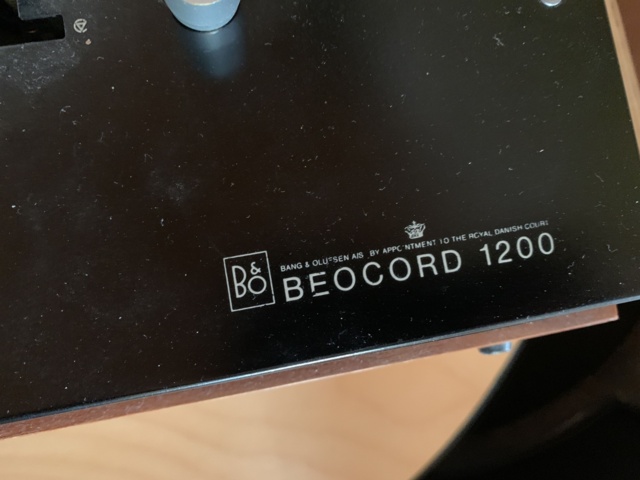 B&O
BANG & OLUFSEN A/S . BY APPOINTMENT TO THE ROYAL DANISH COURT
BEOCORD 1200